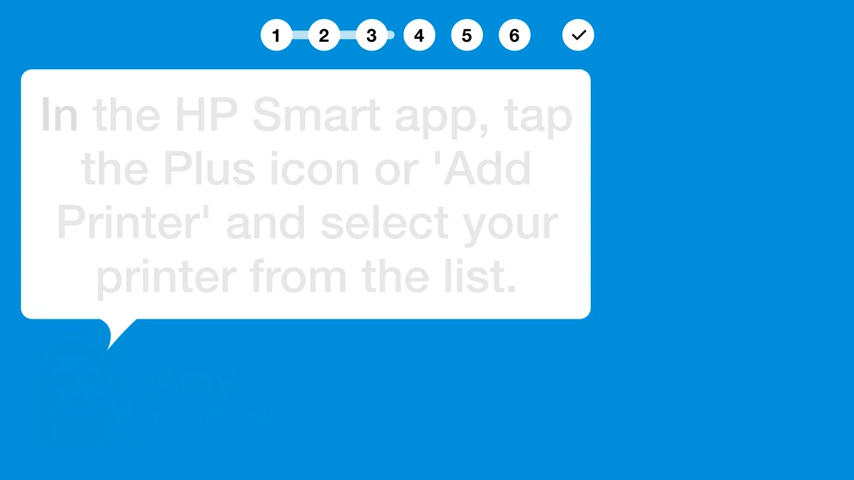 1 2 3 4 5 6
In the HP Smart app, tap
the Plus icon or 'Add
Printer' and select your
printer from the list.
Amy